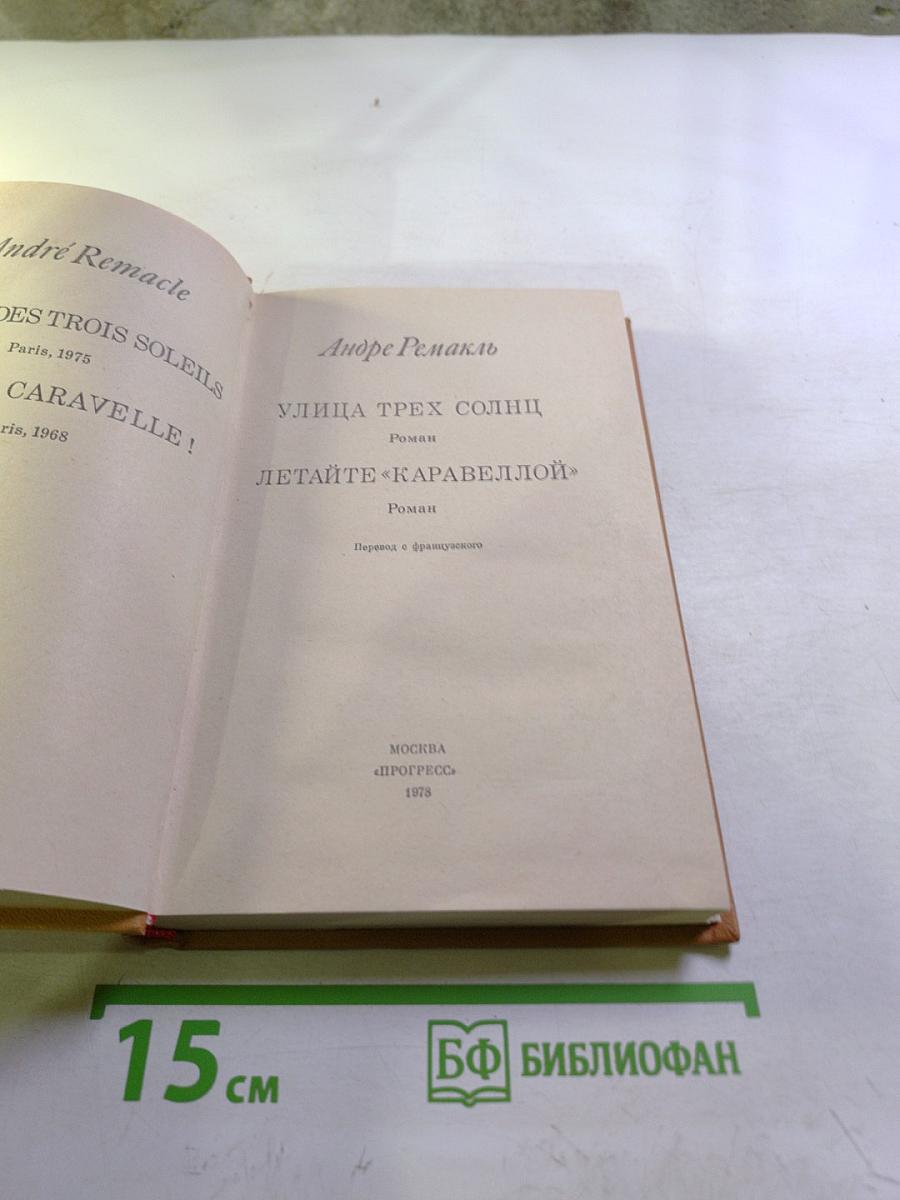 André Remacle
DES TROIS SOLEILS
Paris, 1975
CARAVELLE !
1968
Андре Ремакль
УЛИЦА ТРЕХ СОЛНЦ
Роман
ЛЕТАЙТЕ «КАРАВЕЛЛОЙ»
Роман
Перевод с французского
МОСКВА
«ПРОГРЕСС»
1978
15 см
БФ БИБЛИОФАН